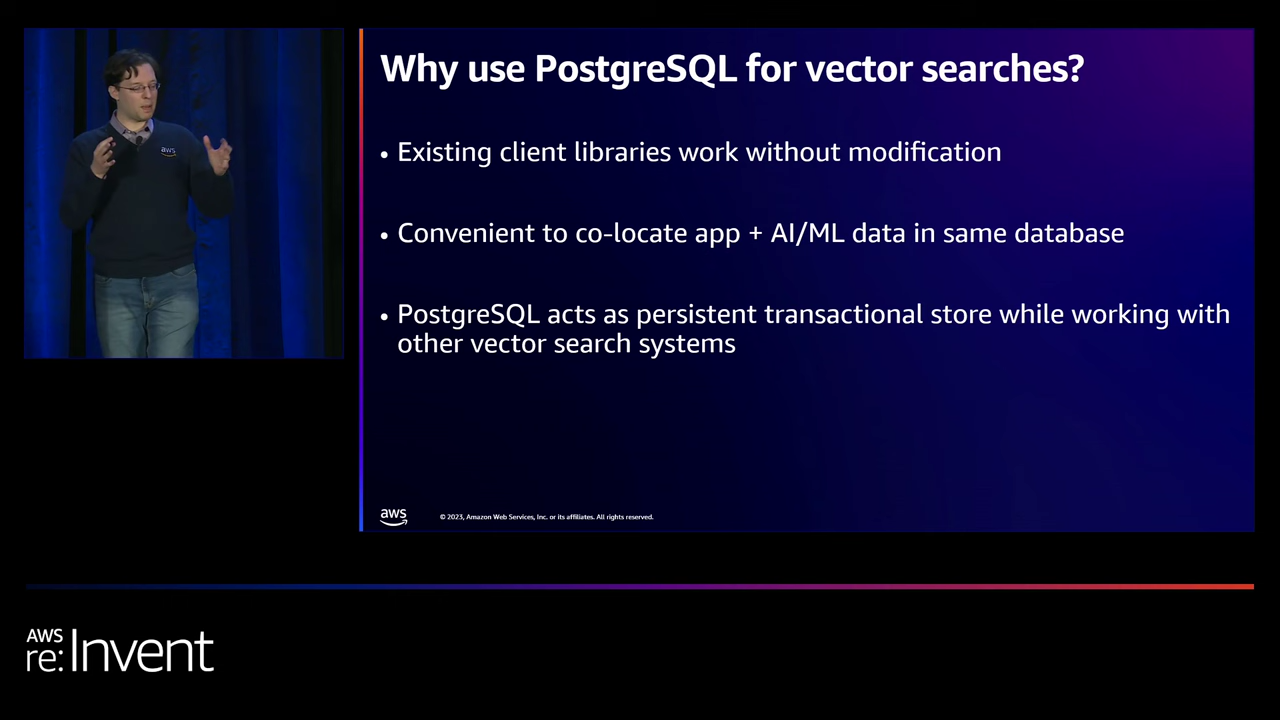 aws
Why use PostgreSQL for vector searches?
• Existing client libraries work without modification
• Convenient to co-locate app + AI/ML data in same database
• PostgreSQL acts as persistent transactional store while working with
other vector search systems
aws
© 2023, Amazon Web Services, Inc. or its affiliates. All rights reserved.
AWS
re:Invent